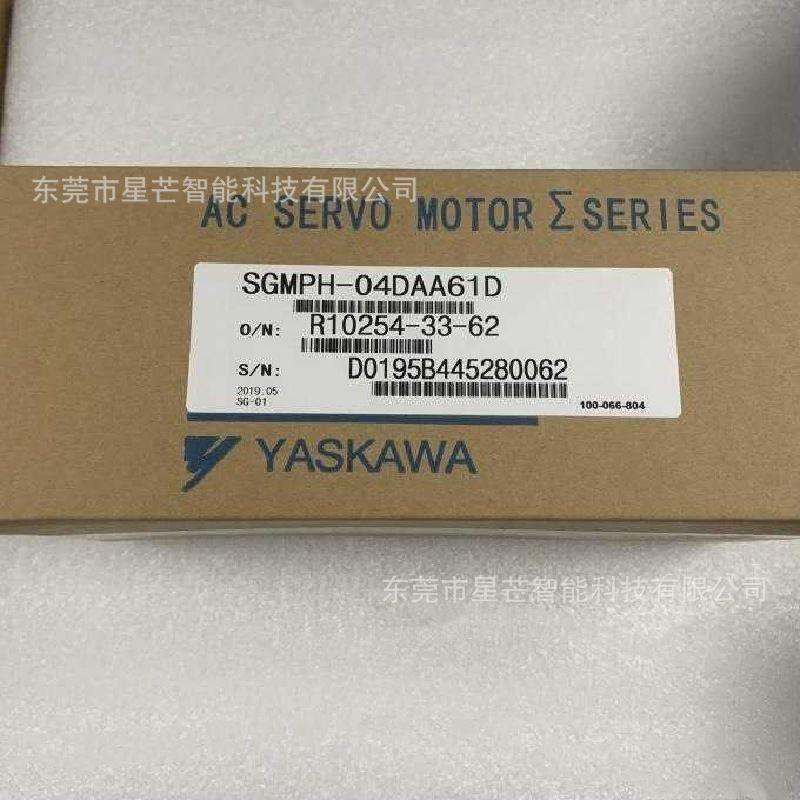 东莞市星芒智能科技有限公司
AC SERVO MOTOR Σ SERIES
SGMPH-04DAA61D
O/N: R10254-33-62
S/N: D0195B445280062
2019.05
SG-01
100-066-804
YASKAWA
东莞市星芒智能科技有限公司